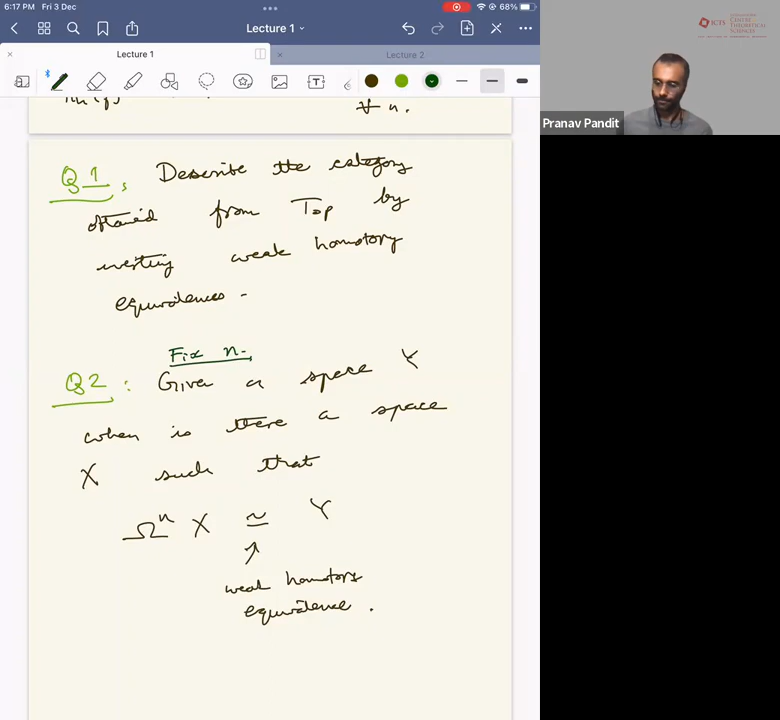 6:17 PM Fri 3 Dec
68%
Lecture 1
Lecture 1
Lecture 2
∀ n.
Q1. Describe the category
obtained from Top by
inverting weak homotopy
equivalences.
Fix n.
Q2: Given a space Y
when is there a space
X such that
Ωⁿ X ≃ Y
↑
weak homotopy
equivalence.
ICTS
Pranav Pandit